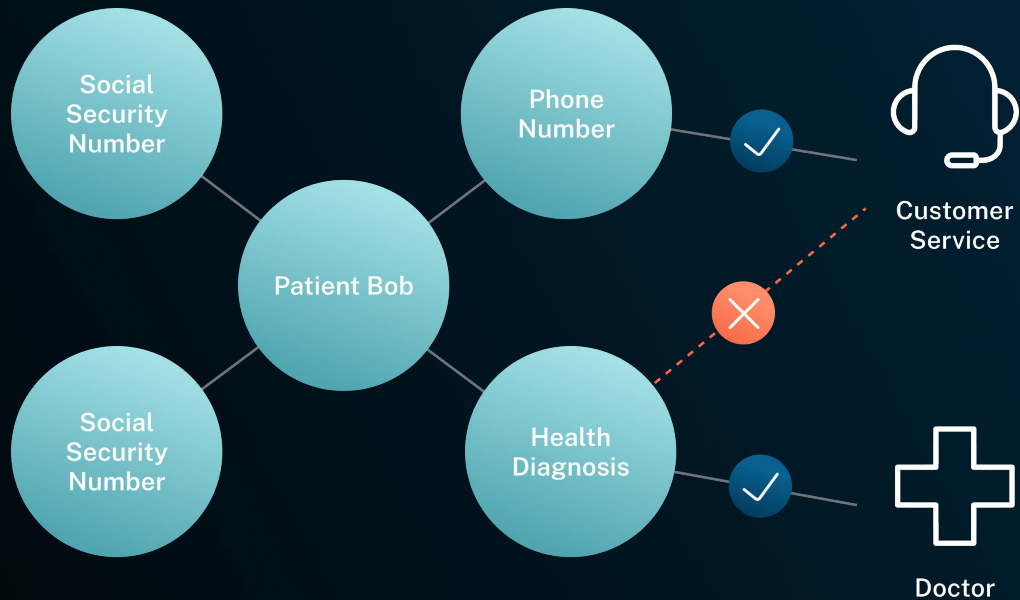 Social
Security
Number
Phone
Number
Customer
Service
Patient Bob
Social
Security
Number
Health
Diagnosis
Doctor